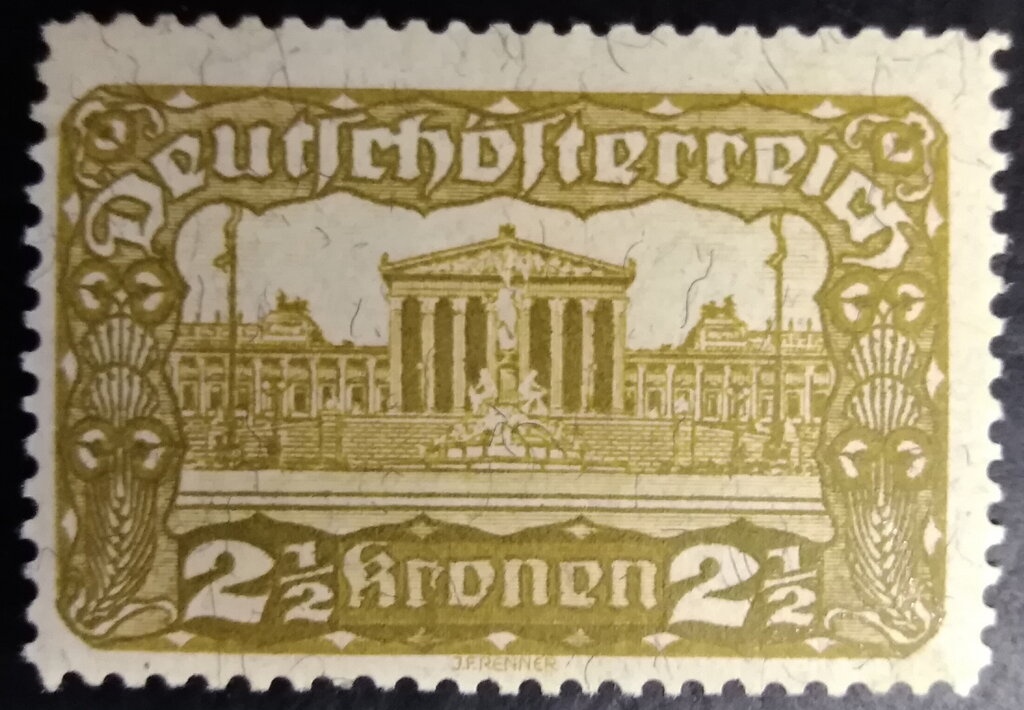 Deutschösterreich
2½ Kronen 2½
J.F.RENNER